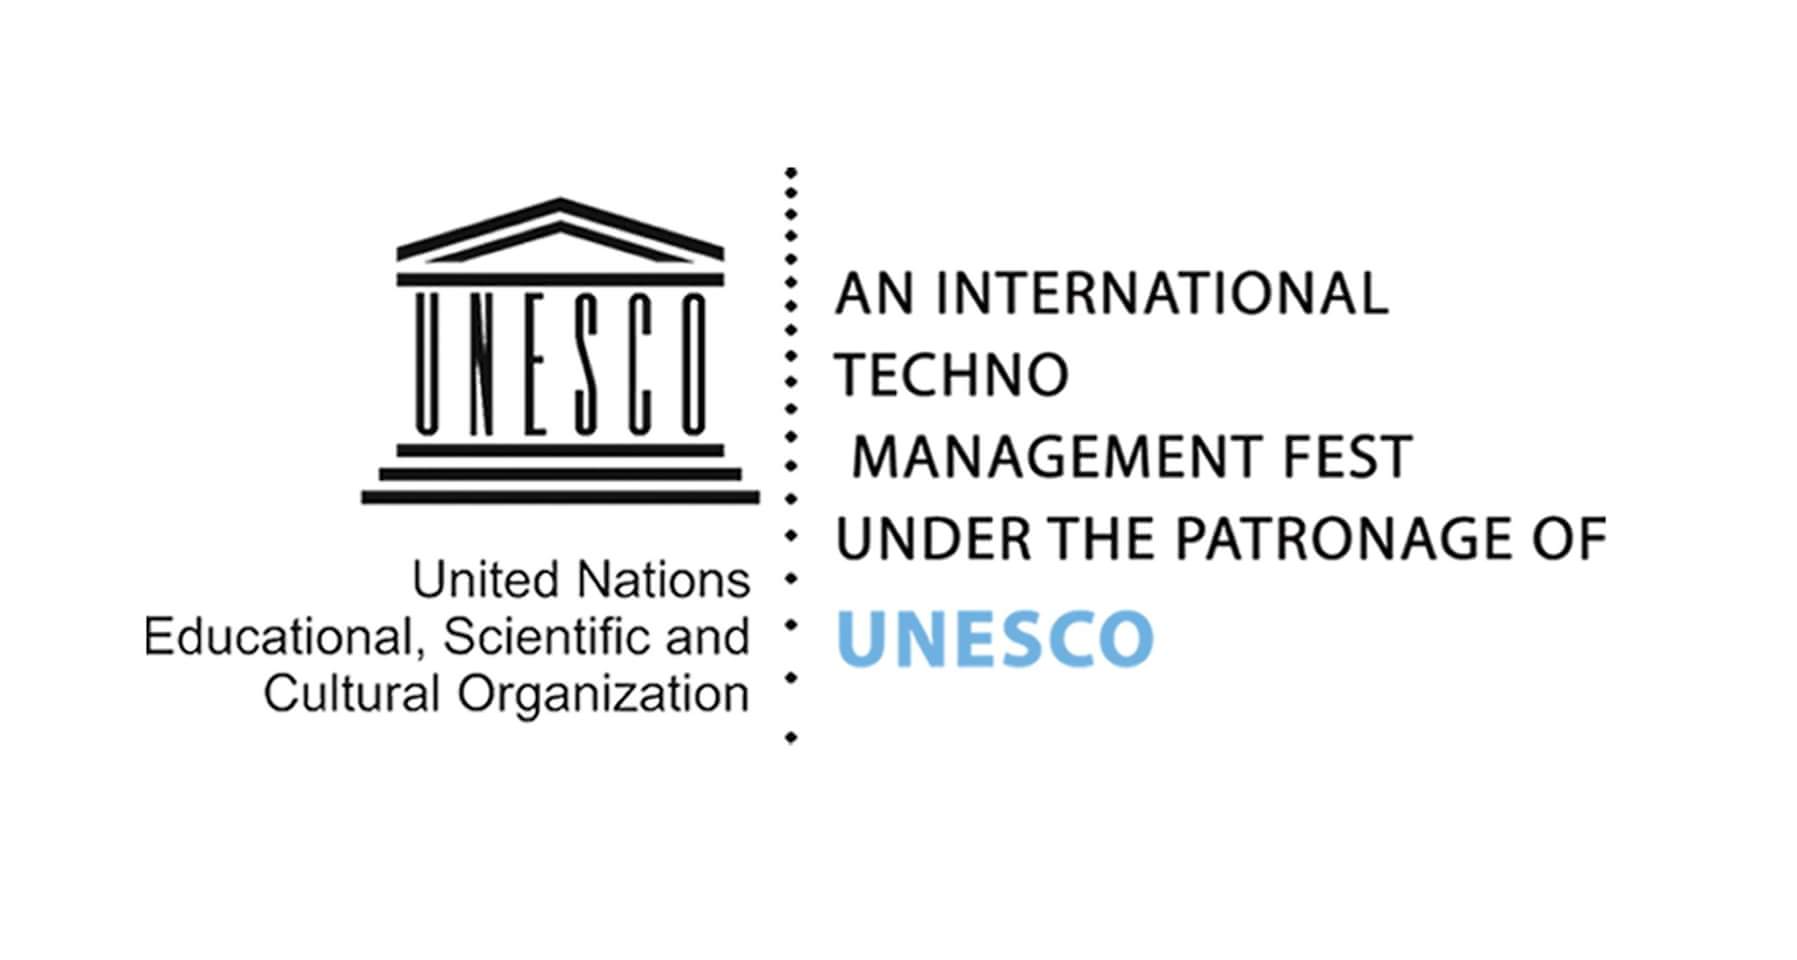 UNESCO
United Nations
Educational, Scientific and
Cultural Organization
AN INTERNATIONAL
TECHNO
MANAGEMENT FEST
UNDER THE PATRONAGE OF
UNESCO